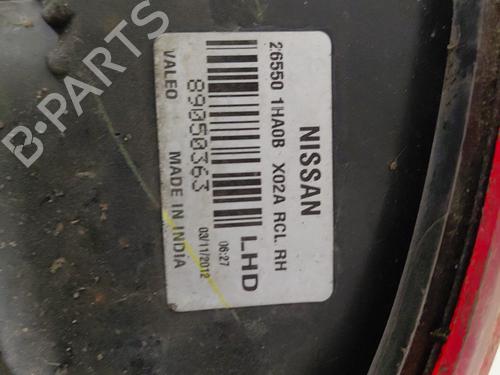 NISSAN
26550 1HA0B X02A RCL. RH
LHD
89050363
06:27
03/11/2012
VALEO MADE IN INDIA
B-PARTS